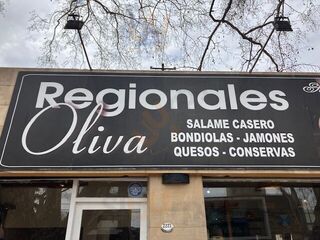 Regionales
Oliva
SALAME CASERO
BONDIOLAS - JAMONES
QUESOS - CONSERVAS